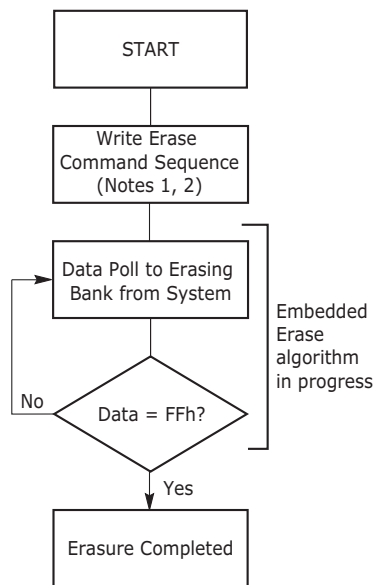 START
Write Erase
Command Sequence
(Notes 1, 2)
Data Poll to Erasing
Bank from System
Embedded
Erase
algorithm
in progress
No
Data = FFh?
Yes
Erasure Completed